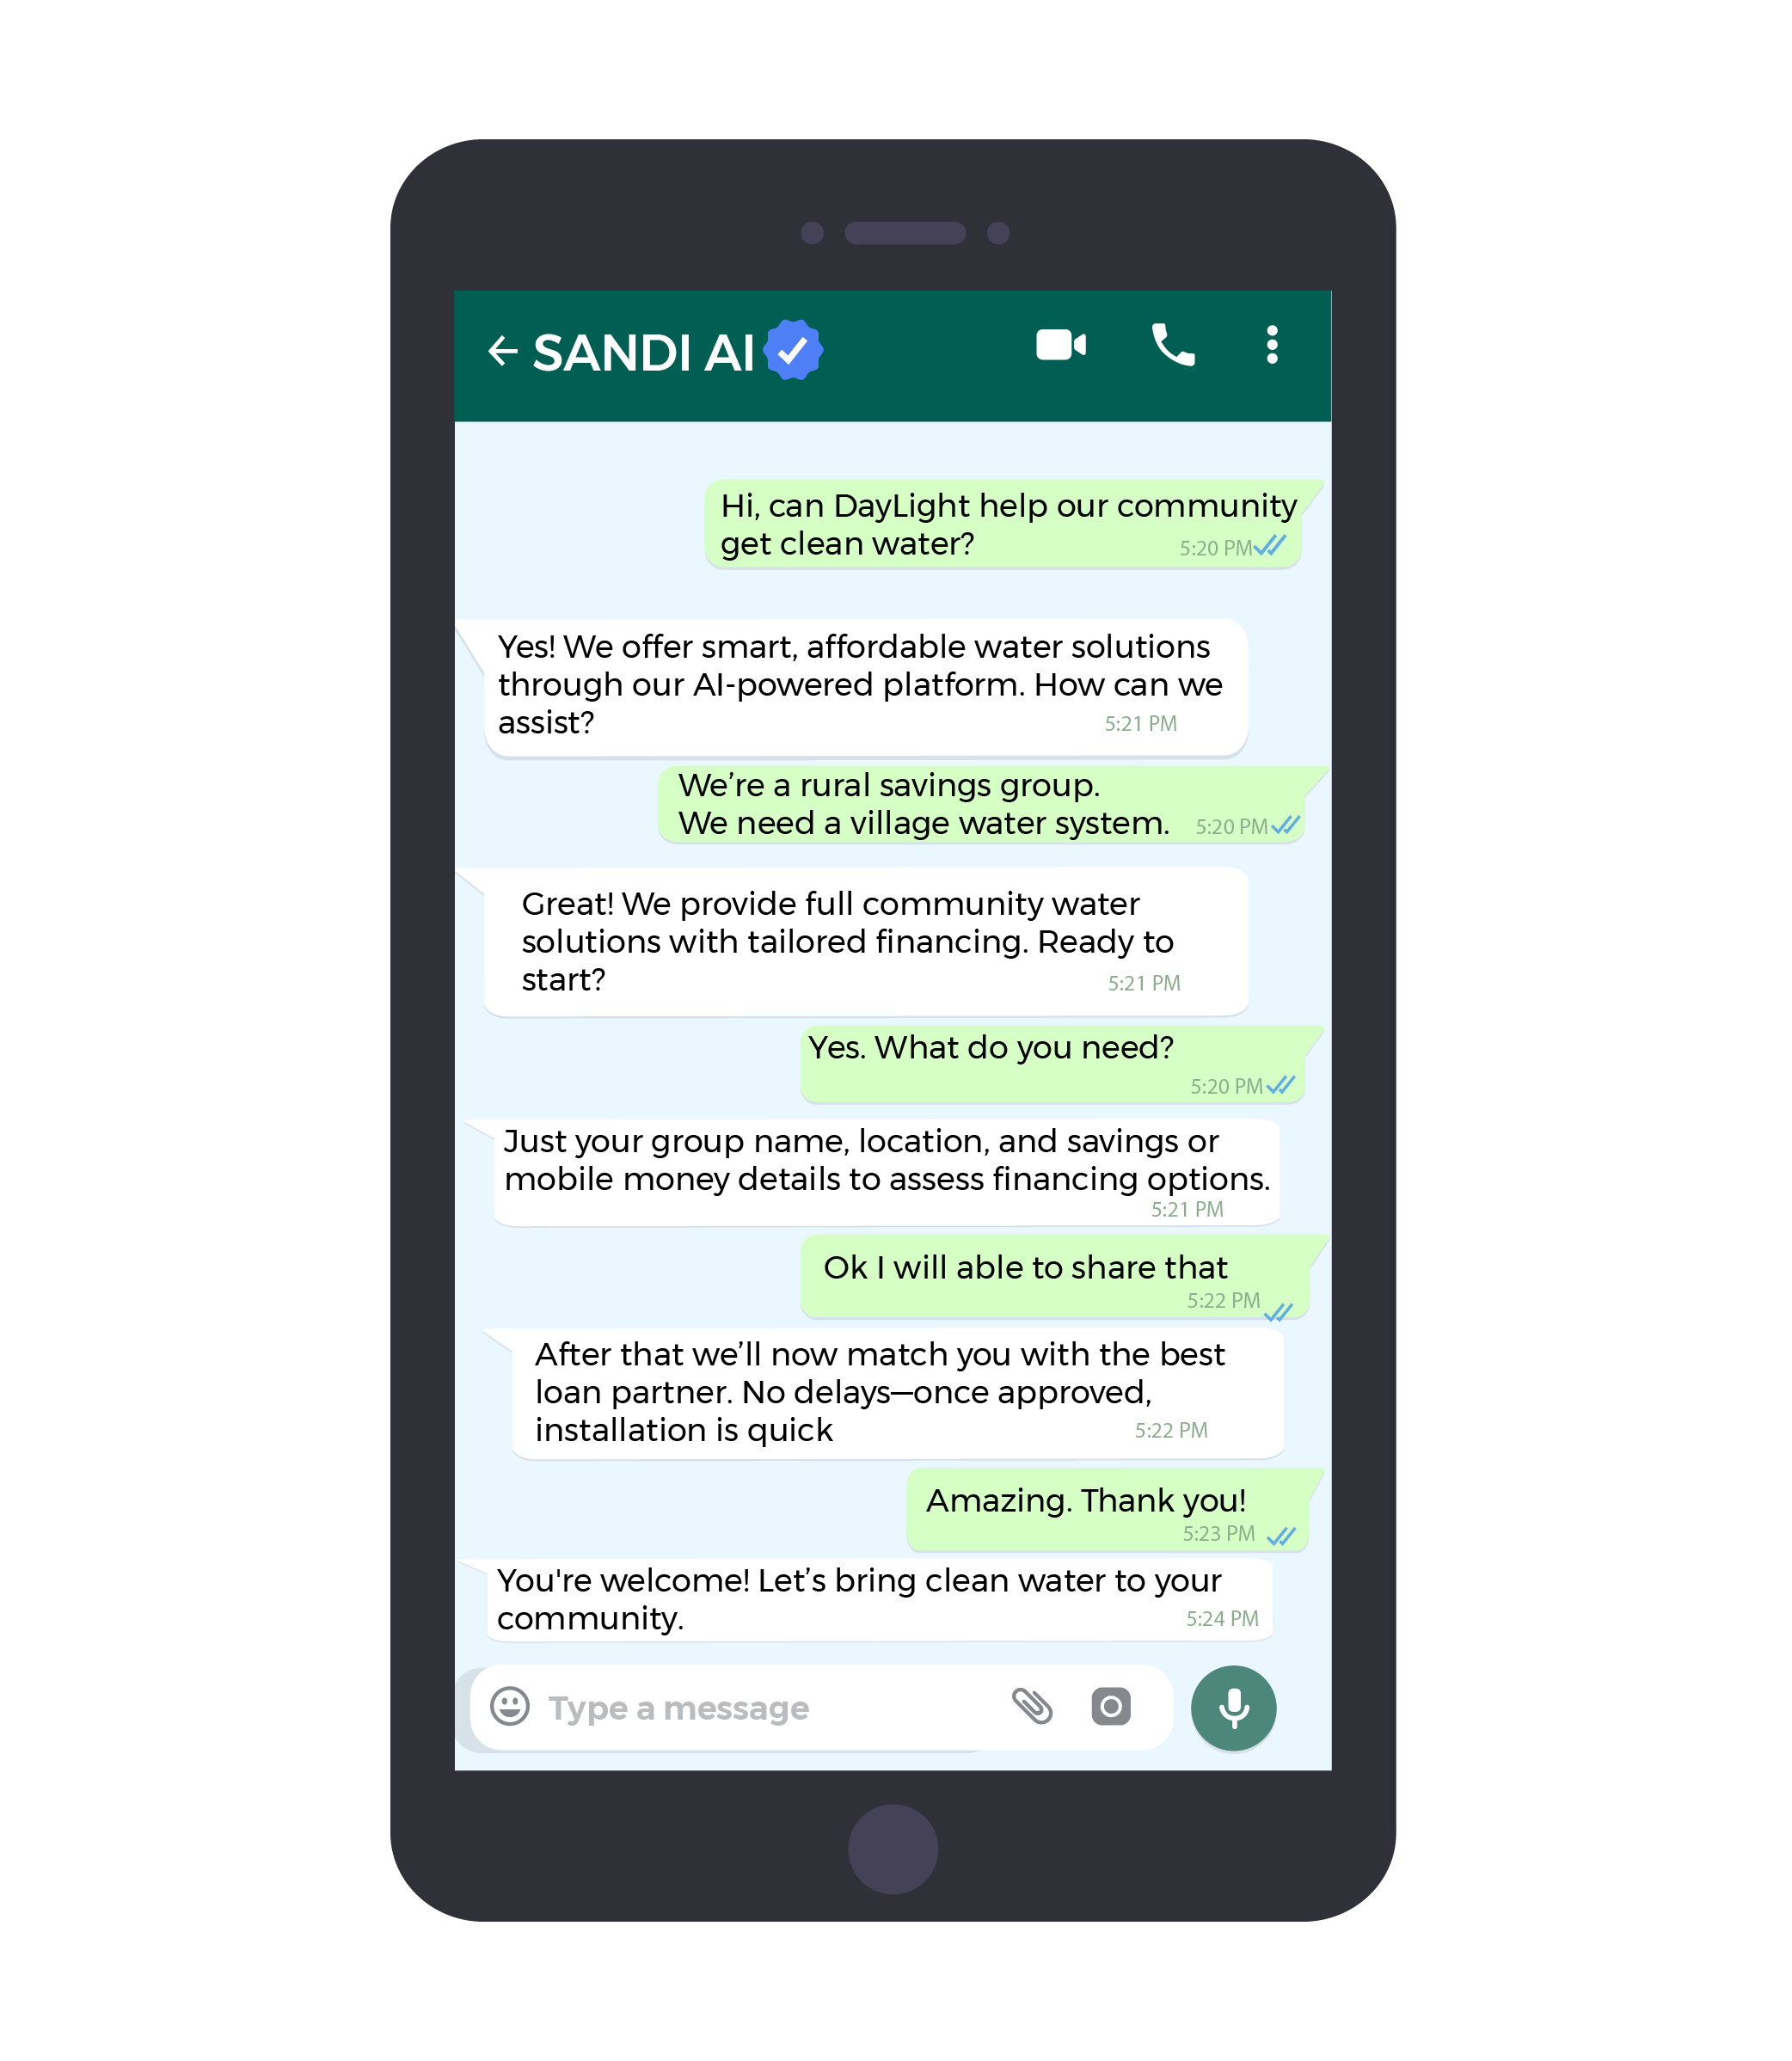 SANDI AI
Hi, can DayLight help our community
get clean water?
5:20 PM
Yes! We offer smart, affordable water solutions
through our AI-powered platform. How can we
assist?
5:21 PM
We’re a rural savings group.
We need a village water system.
5:20 PM
Great! We provide full community water
solutions with tailored financing. Ready to
start?
5:21 PM
Yes. What do you need?
5:20 PM
Just your group name, location, and savings or
mobile money details to assess financing options.
5:21 PM
Ok I will able to share that
5:22 PM
After that we’ll now match you with the best
loan partner. No delays—once approved,
installation is quick
5:22 PM
Amazing. Thank you!
5:23 PM
You're welcome! Let’s bring clean water to your
community.
5:24 PM
Type a message